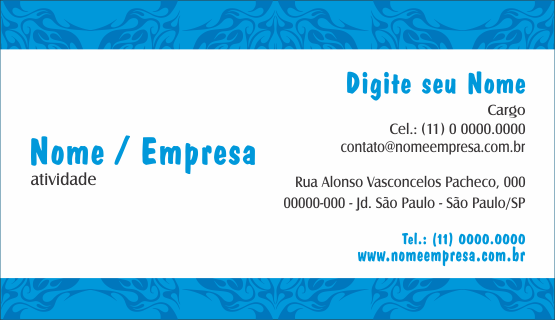 Nome / Empresa
atividade
Digite seu Nome
Cargo
Cel.: (11) 0 0000.0000
contato@nomeempresa.com.br
Rua Alonso Vasconcelos Pacheco, 000
00000-000 - Jd. São Paulo - São Paulo/SP
Tel.: (11) 0000.0000
www.nomeempresa.com.br